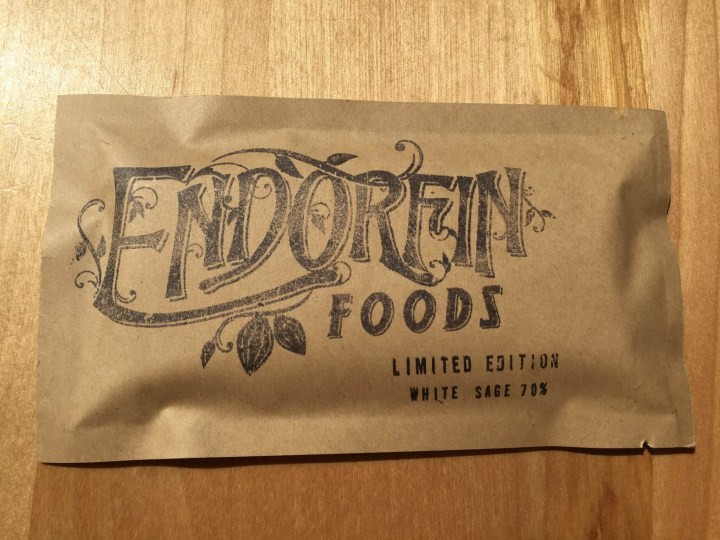 ENDORFIN
FOODS
LIMITED EDITION
WHITE SAGE 70%